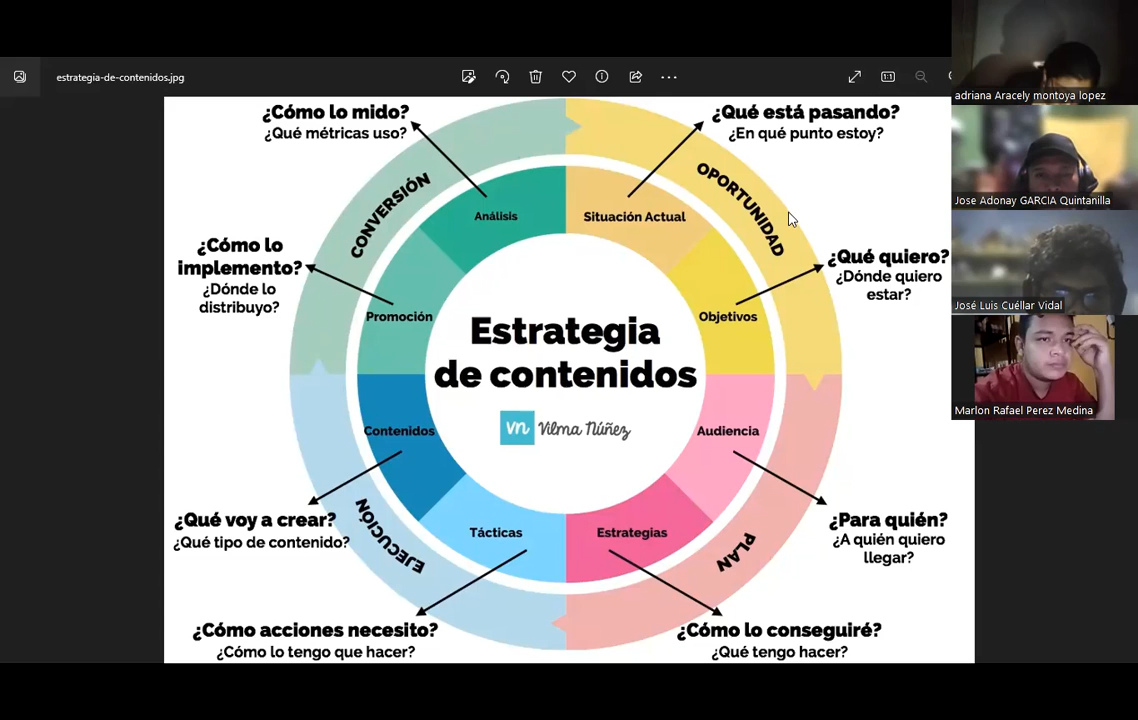 estrategia-de-contenidos.jpg
1:1
adriana Aracely montoya lopez
Jose Adonay GARCIA Quintanilla
José Luis Cuéllar Vidal
Marlon Rafael Perez Medina
¿Cómo lo mido?
¿Qué métricas uso?
¿Qué está pasando?
¿En qué punto estoy?
CONVERSIÓN
OPORTUNIDAD
Análisis
Situación Actual
¿Cómo lo
implemento?
¿Dónde lo
distribuyo?
¿Qué quiero?
¿Dónde quiero
estar?
Promoción
Objetivos
Estrategia
de contenidos
vn Vilma Núñez
Contenidos
Audiencia
¿Qué voy a crear?
¿Qué tipo de contenido?
¿Para quién?
¿A quién quiero
llegar?
EJECUCIÓN
PLAN
Tácticas
Estrategias
¿Cómo acciones necesito?
¿Cómo lo tengo que hacer?
¿Cómo lo conseguiré?
¿Qué tengo hacer?